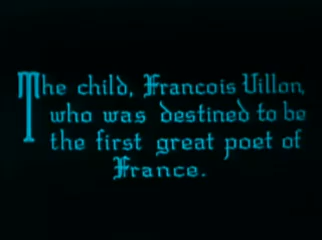 The child, Francois Villon,
who was destined to be
the first great poet of
France.